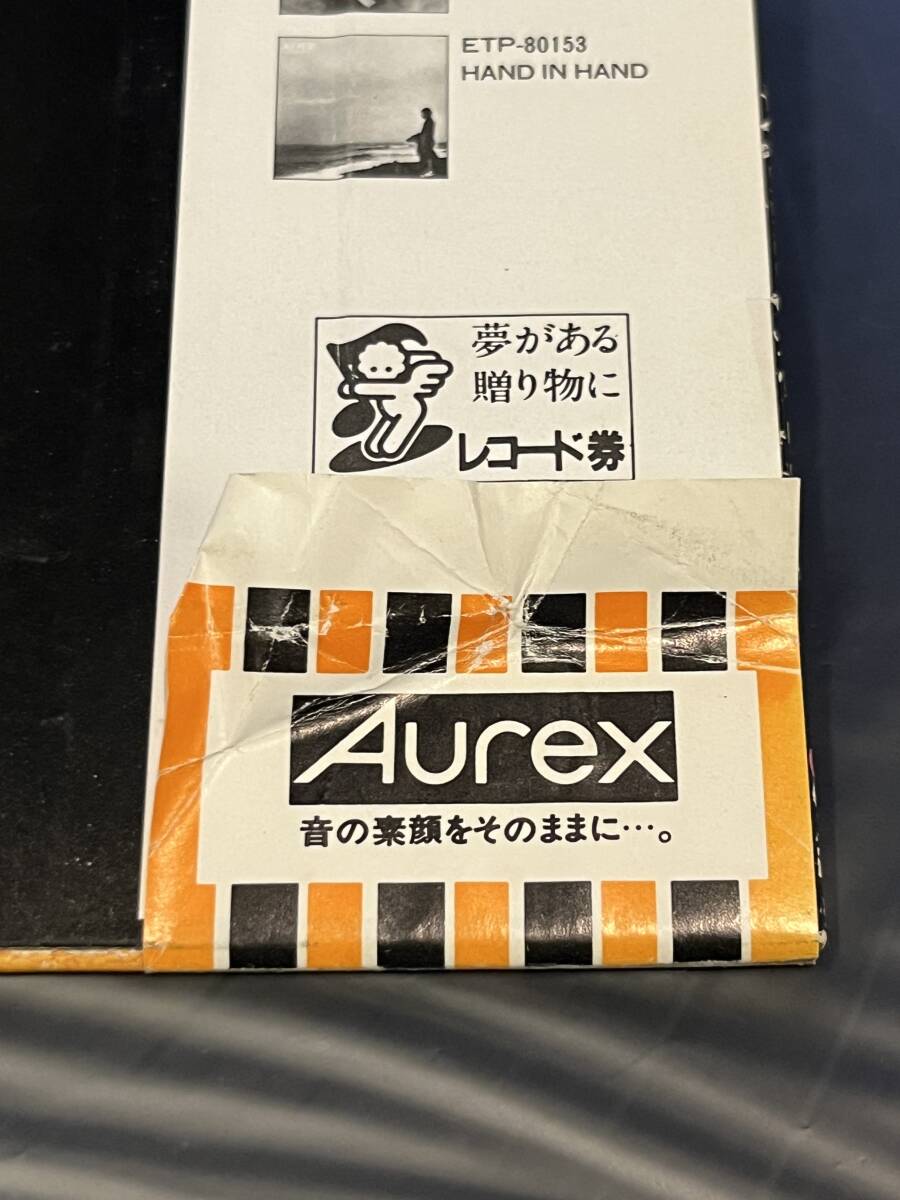 ETP-80153
HAND IN HAND
夢がある
贈り物に
レコード券
Aurex
音の素顔をそのままに…。